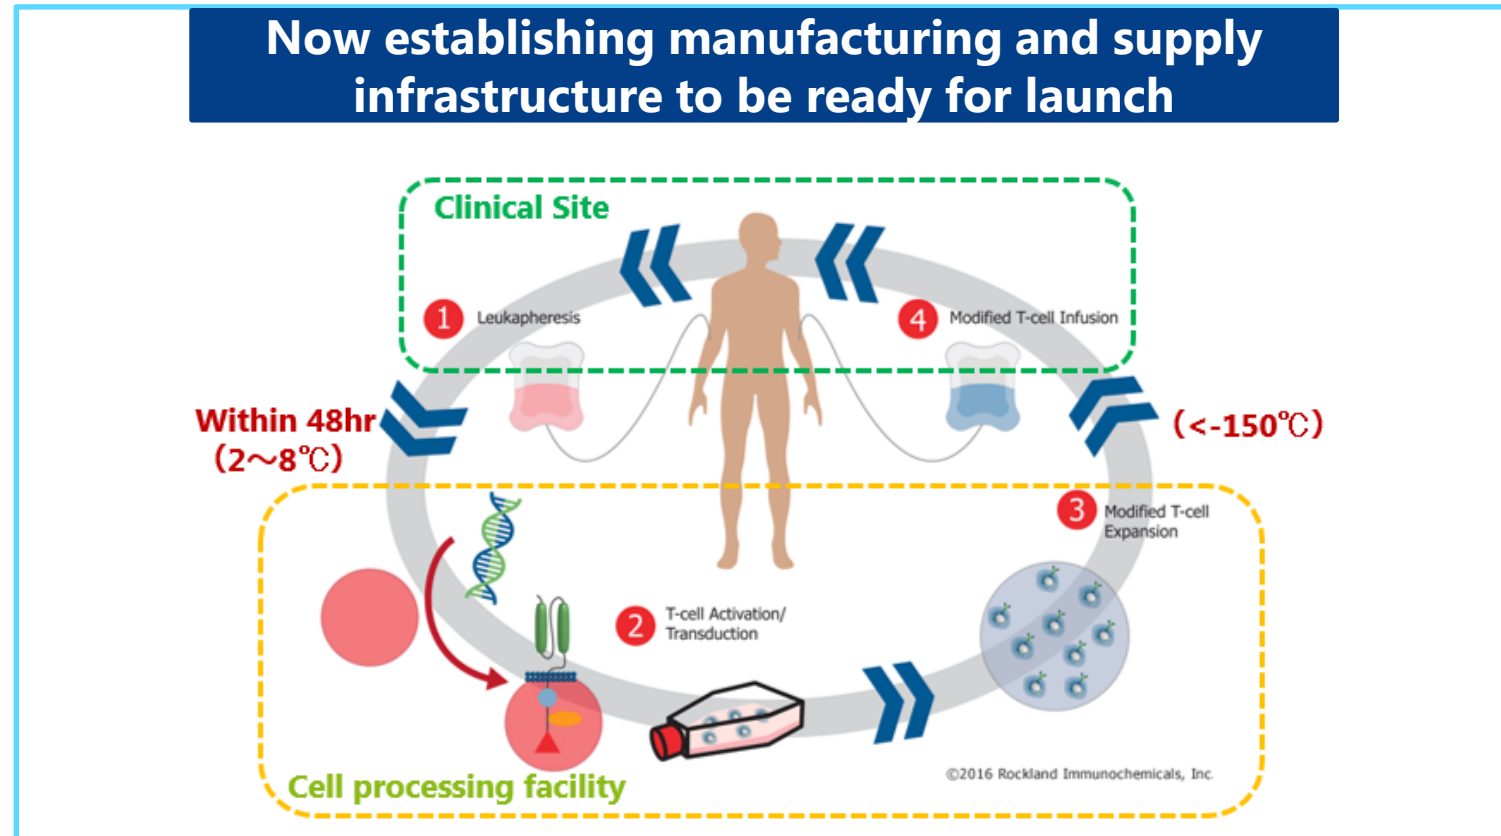 Now establishing manufacturing and supply
infrastructure to be ready for launch
Clinical Site
1 Leukapheresis
4 Modified T-cell Infusion
Within 48hr
（2～8℃）
（<-150℃）
3 Modified T-cell
Expansion
2 T-cell Activation/
Transduction
©2016 Rockland Immunochemicals, Inc.
Cell processing facility